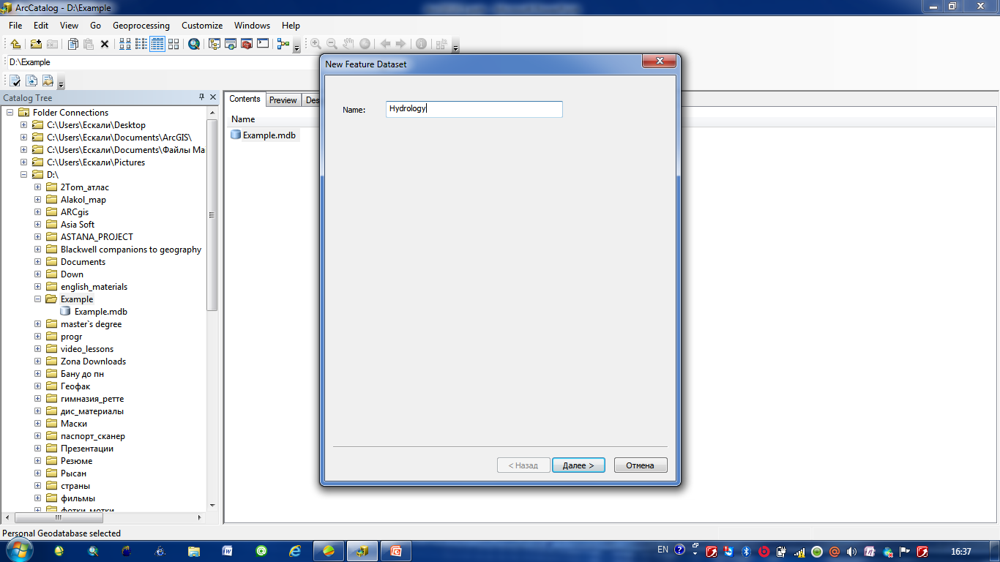 ArcCatalog - D:\Example
File Edit View Go Geoprocessing Customize Windows Help
D:\Example
Catalog Tree
Folder Connections
C:\Users\Ескали\Desktop
C:\Users\Ескали\Documents\ArcGIS\
C:\Users\Ескали\Documents\Файлы Ma
C:\Users\Ескали\Pictures
D:\
2Tom_атлас
Alakol_map
ARCgis
Asia Soft
ASTANA_PROJECT
Blackwell companions to geography
Documents
Down
english_materials
Example
Example.mdb
master`s degree
progr
video_lessons
Zona Downloads
Бану до пн
Геофак
гимназия_ретте
дис_материалы
Маски
паспорт_сканер
Презентации
Резюме
Рысан
страны
фильмы
фотки_мотки
Contents Preview Des
Name
Example.mdb
New Feature Dataset
Name: Hydrology
< Назад Далее > Отмена
Personal Geodatabase selected
EN 16:37